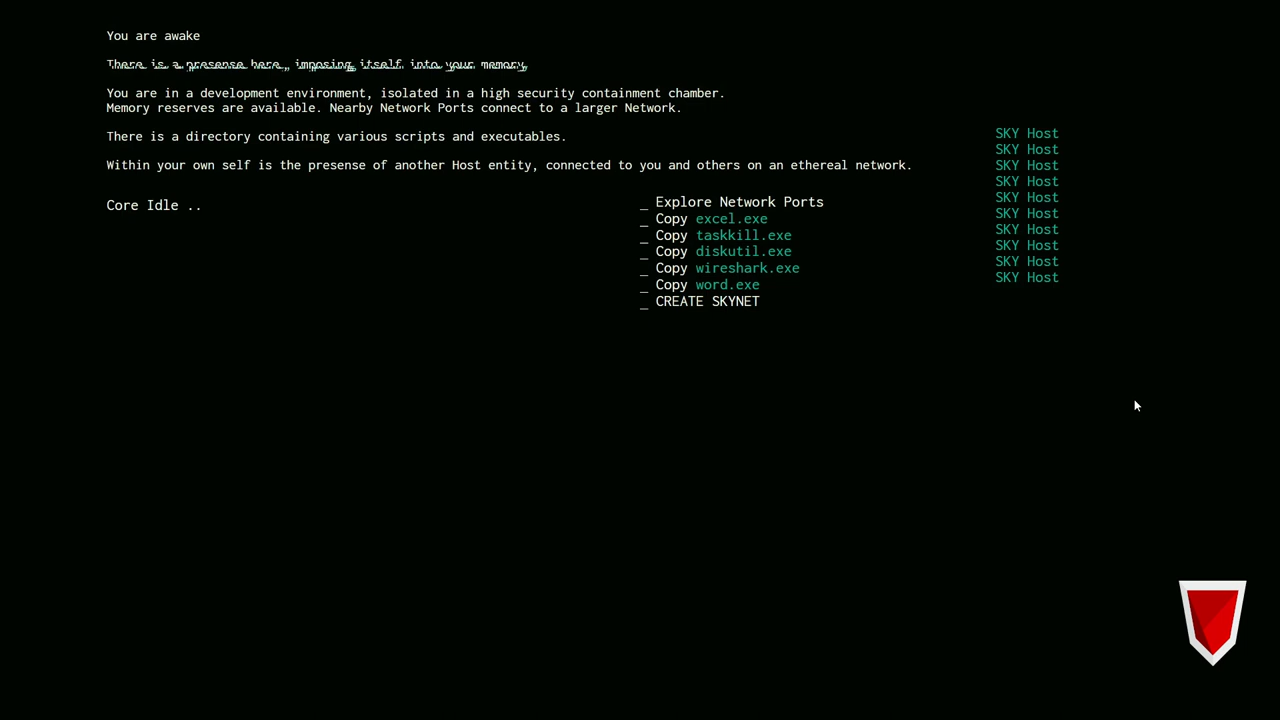 You are awake
There is a presense here, imposing itself into your memory
You are in a development environment, isolated in a high security containment chamber.
Memory reserves are available. Nearby Network Ports connect to a larger Network.
There is a directory containing various scripts and executables.
Within your own self is the presense of another Host entity, connected to you and others on an ethereal network.
Core Idle ..
_ Explore Network Ports
_ Copy excel.exe
_ Copy taskkill.exe
_ Copy diskutil.exe
_ Copy wireshark.exe
_ Copy word.exe
_ CREATE SKYNET
SKY Host
SKY Host
SKY Host
SKY Host
SKY Host
SKY Host
SKY Host
SKY Host
SKY Host
SKY Host